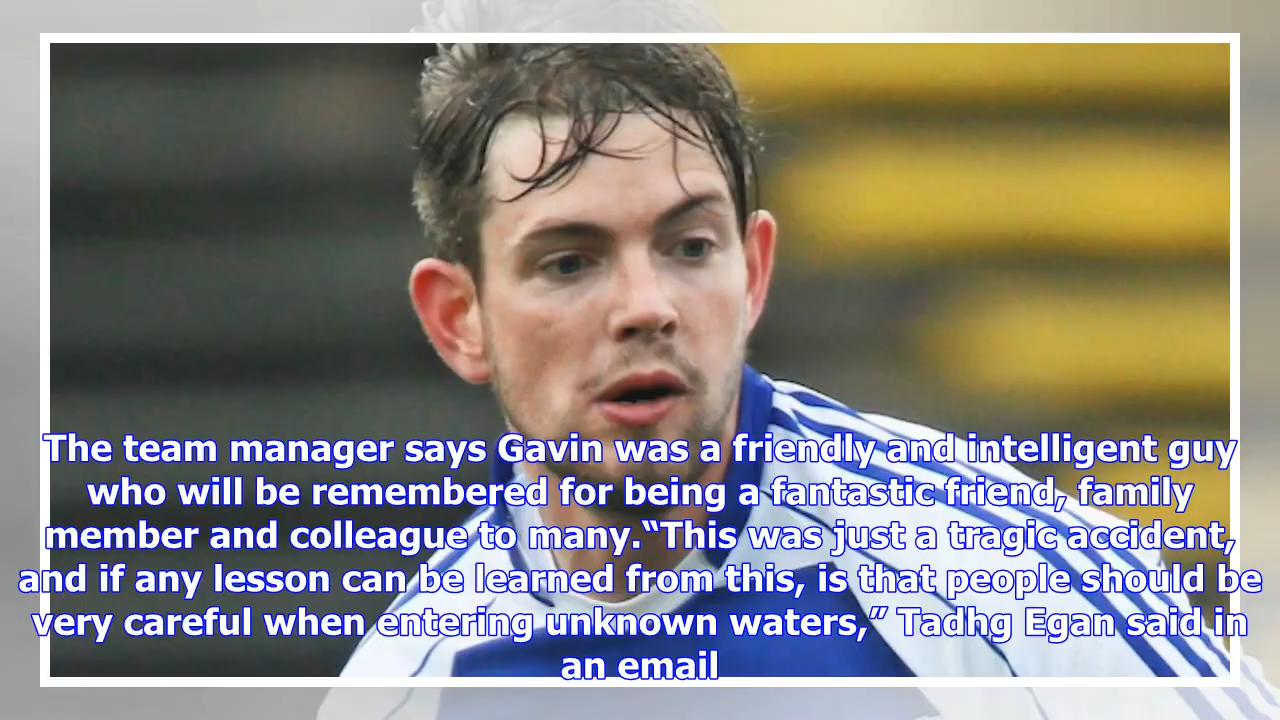 The team manager says Gavin was a friendly and intelligent guy
who will be remembered for being a fantastic friend, family
member and colleague to many.“This was just a tragic accident,
and if any lesson can be learned from this, is that people should be
very careful when entering unknown waters,” Tadhg Egan said in
an email